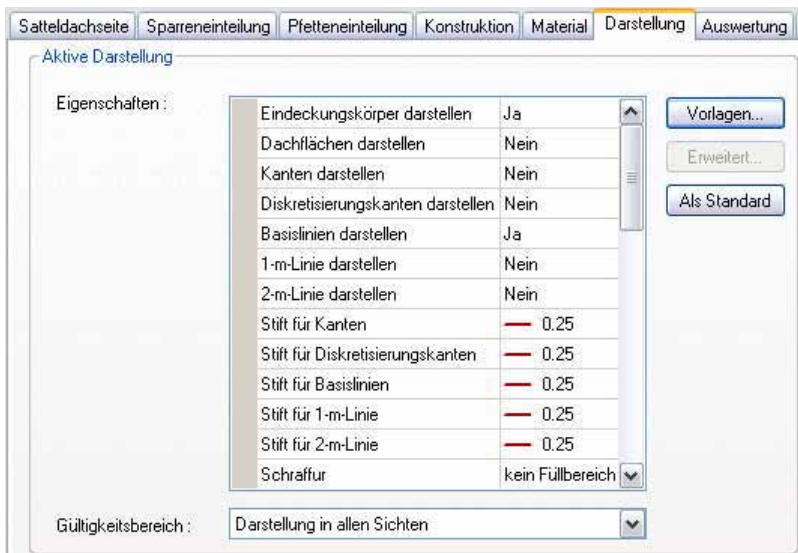 Satteldachseite Sparreneinteilung Pfetteneinteilung Konstruktion Material Darstellung Auswertung
Aktive Darstellung
Eigenschaften :
Eindeckungskörper darstellen Ja
Dachflächen darstellen Nein
Kanten darstellen Nein
Diskretisierungskanten darstellen Nein
Basislinien darstellen Ja
1-m-Linie darstellen Nein
2-m-Linie darstellen Nein
Stift für Kanten 0.25
Stift für Diskretisierungskanten 0.25
Stift für Basislinien 0.25
Stift für 1-m-Linie 0.25
Stift für 2-m-Linie 0.25
Schraffur kein Füllbereich
Vorlagen...
Erweitert...
Als Standard
Gültigkeitsbereich : Darstellung in allen Sichten